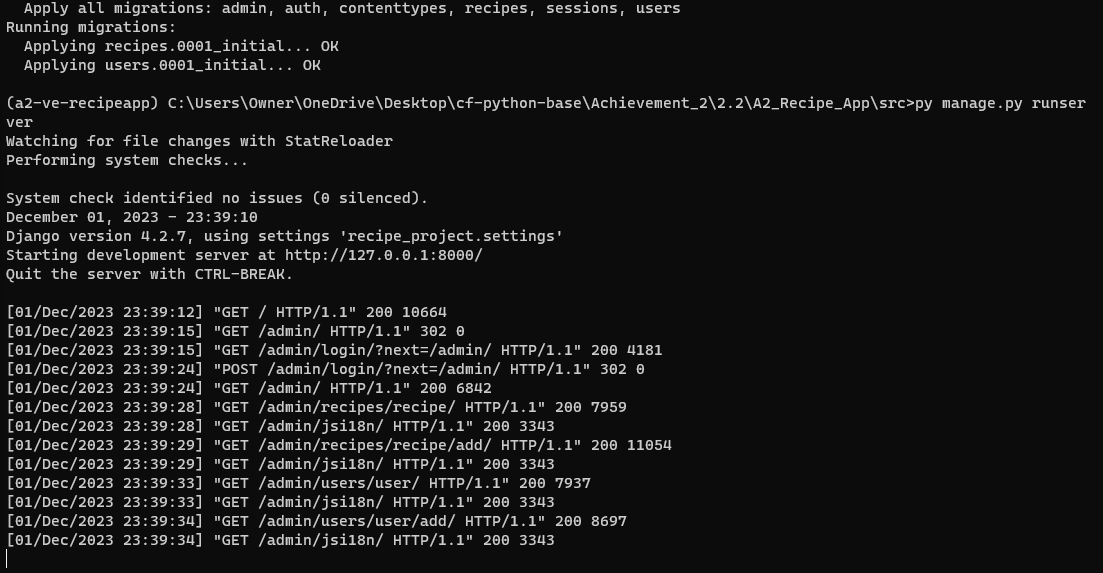 Apply all migrations: admin, auth, contenttypes, recipes, sessions, users
Running migrations:
Applying recipes.0001_initial... OK
Applying users.0001_initial... OK
(a2-ve-recipeapp) C:\Users\Owner\OneDrive\Desktop\cf-python-base\Achievement_2\2.2\A2_Recipe_App\src>py manage.py runser
ver
Watching for file changes with StatReloader
Performing system checks...
System check identified no issues (0 silenced).
December 01, 2023 - 23:39:10
Django version 4.2.7, using settings 'recipe_project.settings'
Starting development server at http://127.0.0.1:8000/
Quit the server with CTRL-BREAK.
[01/Dec/2023 23:39:12] "GET / HTTP/1.1" 200 10664
[01/Dec/2023 23:39:15] "GET /admin/ HTTP/1.1" 302 0
[01/Dec/2023 23:39:15] "GET /admin/login/?next=/admin/ HTTP/1.1" 200 4181
[01/Dec/2023 23:39:24] "POST /admin/login/?next=/admin/ HTTP/1.1" 302 0
[01/Dec/2023 23:39:24] "GET /admin/ HTTP/1.1" 200 6842
[01/Dec/2023 23:39:28] "GET /admin/recipes/recipe/ HTTP/1.1" 200 7959
[01/Dec/2023 23:39:28] "GET /admin/jsi18n/ HTTP/1.1" 200 3343
[01/Dec/2023 23:39:29] "GET /admin/recipes/recipe/add/ HTTP/1.1" 200 11054
[01/Dec/2023 23:39:29] "GET /admin/jsi18n/ HTTP/1.1" 200 3343
[01/Dec/2023 23:39:33] "GET /admin/users/user/ HTTP/1.1" 200 7937
[01/Dec/2023 23:39:33] "GET /admin/jsi18n/ HTTP/1.1" 200 3343
[01/Dec/2023 23:39:34] "GET /admin/users/user/add/ HTTP/1.1" 200 8697
[01/Dec/2023 23:39:34] "GET /admin/jsi18n/ HTTP/1.1" 200 3343